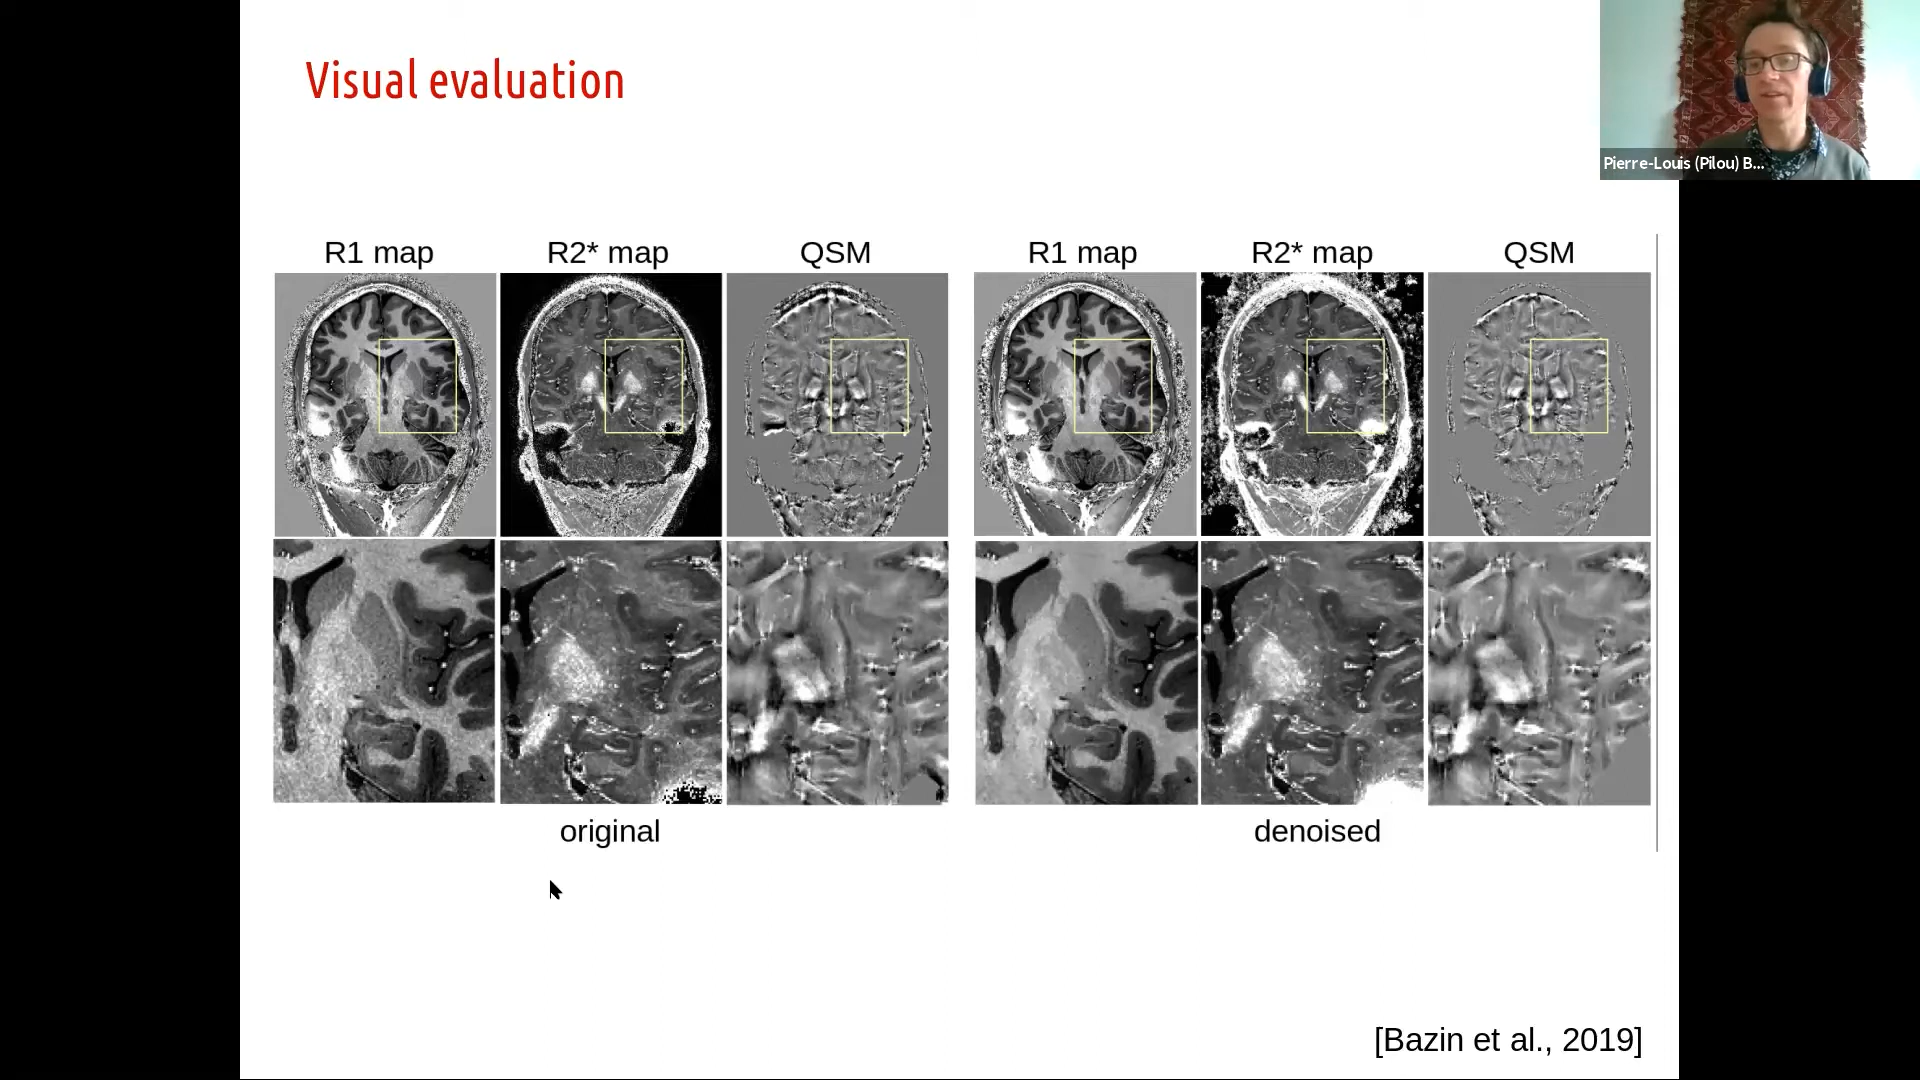 Visual evaluation
Pierre-Louis (Pilou) B...
R1 map R2* map QSM R1 map R2* map QSM
original denoised
[Bazin et al., 2019]